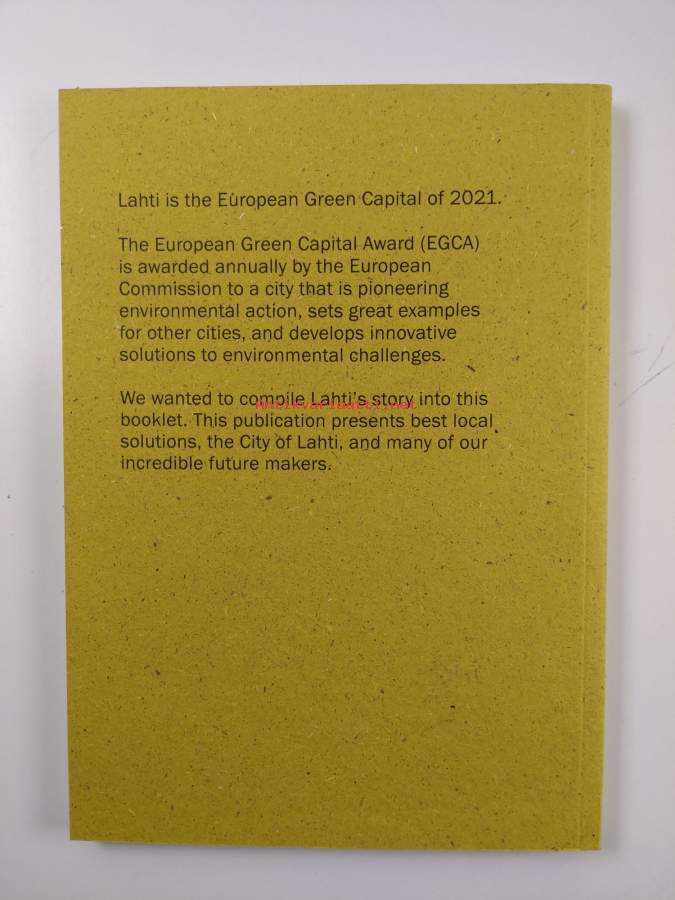 Lahti is the European Green Capital of 2021.
The European Green Capital Award (EGCA)
is awarded annually by the European
Commission to a city that is pioneering
environmental action, sets great examples
for other cities, and develops innovative
solutions to environmental challenges.
We wanted to compile Lahti's story into this
antikvariaatti.net
booklet. This publication presents best local
solutions, the City of Lahti, and many of our
incredible future makers.